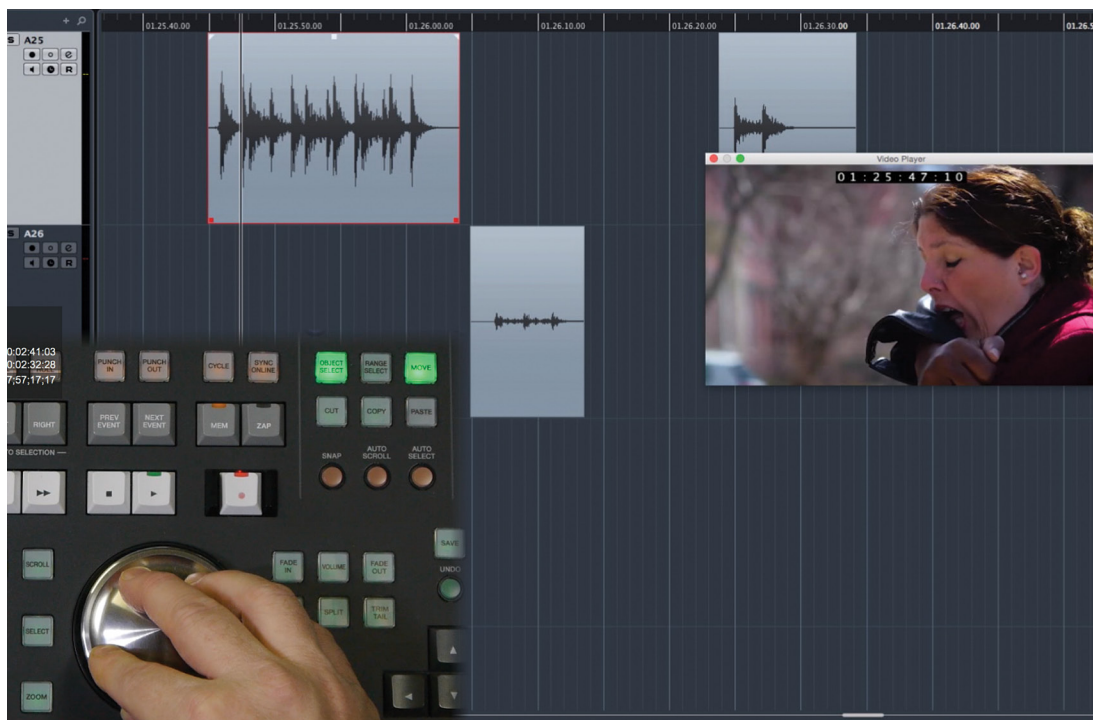 01.25.40.00 01.25.50.00 01.26.00.00 01.26.10.00 01.26.20.00 01.26.30.00 01.26.40.00 01.26.5
S A25
e
R
Video Player
01:25:47:10
S A26
e
R
0:02:41:03
0:02:32:28
7;57;17;17
PUNCH IN
PUNCH OUT
CYCLE
SYNC ONLINE
OBJECT SELECT
RANGE SELECT
MOVE
CUT
COPY
PASTE
RIGHT
PREV EVENT
NEXT EVENT
MEM
ZAP
O SELECTION
SNAP
AUTO SCROLL
AUTO SELECT
SAVE
SCROLL
FADE IN
VOLUME
FADE OUT
UNDO
SPLIT
TRIM TAIL
SELECT
ZOOM